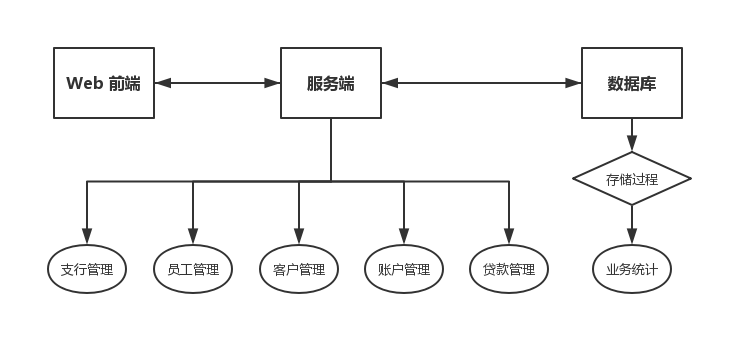 Web 前端
服务端
数据库
存储过程
支行管理
员工管理
客户管理
账户管理
贷款管理
业务统计